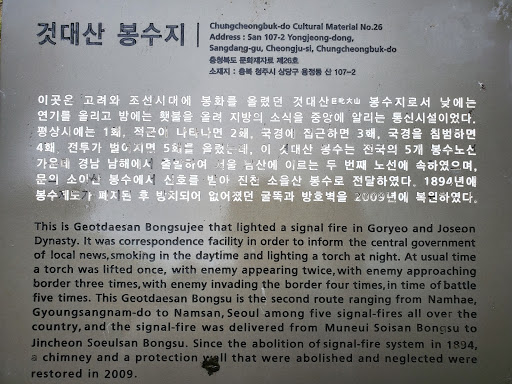 것대산 봉수지
Chungcheongbuk-do Cultural Material No.26
Address : San 107-2 Yongjeong-dong,
Sangdang-gu, Cheongju-si, Chungcheongbuk-do
충청북도 문화재자료 제26호
소재지 : 충북 청주시 상당구 용정동 산 107-2
이곳은 고려와 조선시대에 봉화를 올렸던 것대산 봉수지로서 낮에는
연기를 올리고 밤에는 횃불을 올려 지방의 소식을 중앙에 알리는 통신시설이었다.
평상시에는 1홰, 적군이 나타나면 2홰, 국경에 접근하면 3홰, 국경을 침범하면
4홰, 전투가 벌어지면 5홰를 올렸는데, 이 것대산 봉수는 전국의 5개 봉수노선
가운데 경남 남해에서 출발하여 서울 남산에 이르는 두 번째 노선에 속하였으며,
문의 소이산 봉수에서 신호를 받아 진천 소을산 봉수로 전달하였다. 1894년에
봉수제도가 폐지된 후 방치되어 없어졌던 굴뚝과 방호벽을 2009년에 복원하였다.
This is Geotdaesan Bongsujee that lighted a signal fire in Goryeo and Joseon
Dynasty. It was correspondence facility in order to inform the central government
of local news,smoking in the daytime and lighting a torch at night. At usual time
a torch was lifted once, with enemy appearing twice,with enemy approaching
border three times,with enemy invading the border four times,in time of battle
five times. This Geotdaesan Bongsu is the second route ranging from Namhae,
Gyoungsangnam-do to Namsan, Seoul among five signal-fires all over the
country,and the signal-fire was delivered from Muneui Soisan Bongsu to
Jincheon Soeulsan Bongsu. Since the abolition of signal-fire system in 1894,
a chimney and a protection wall that were abolished and neglected were
restored in 2009.